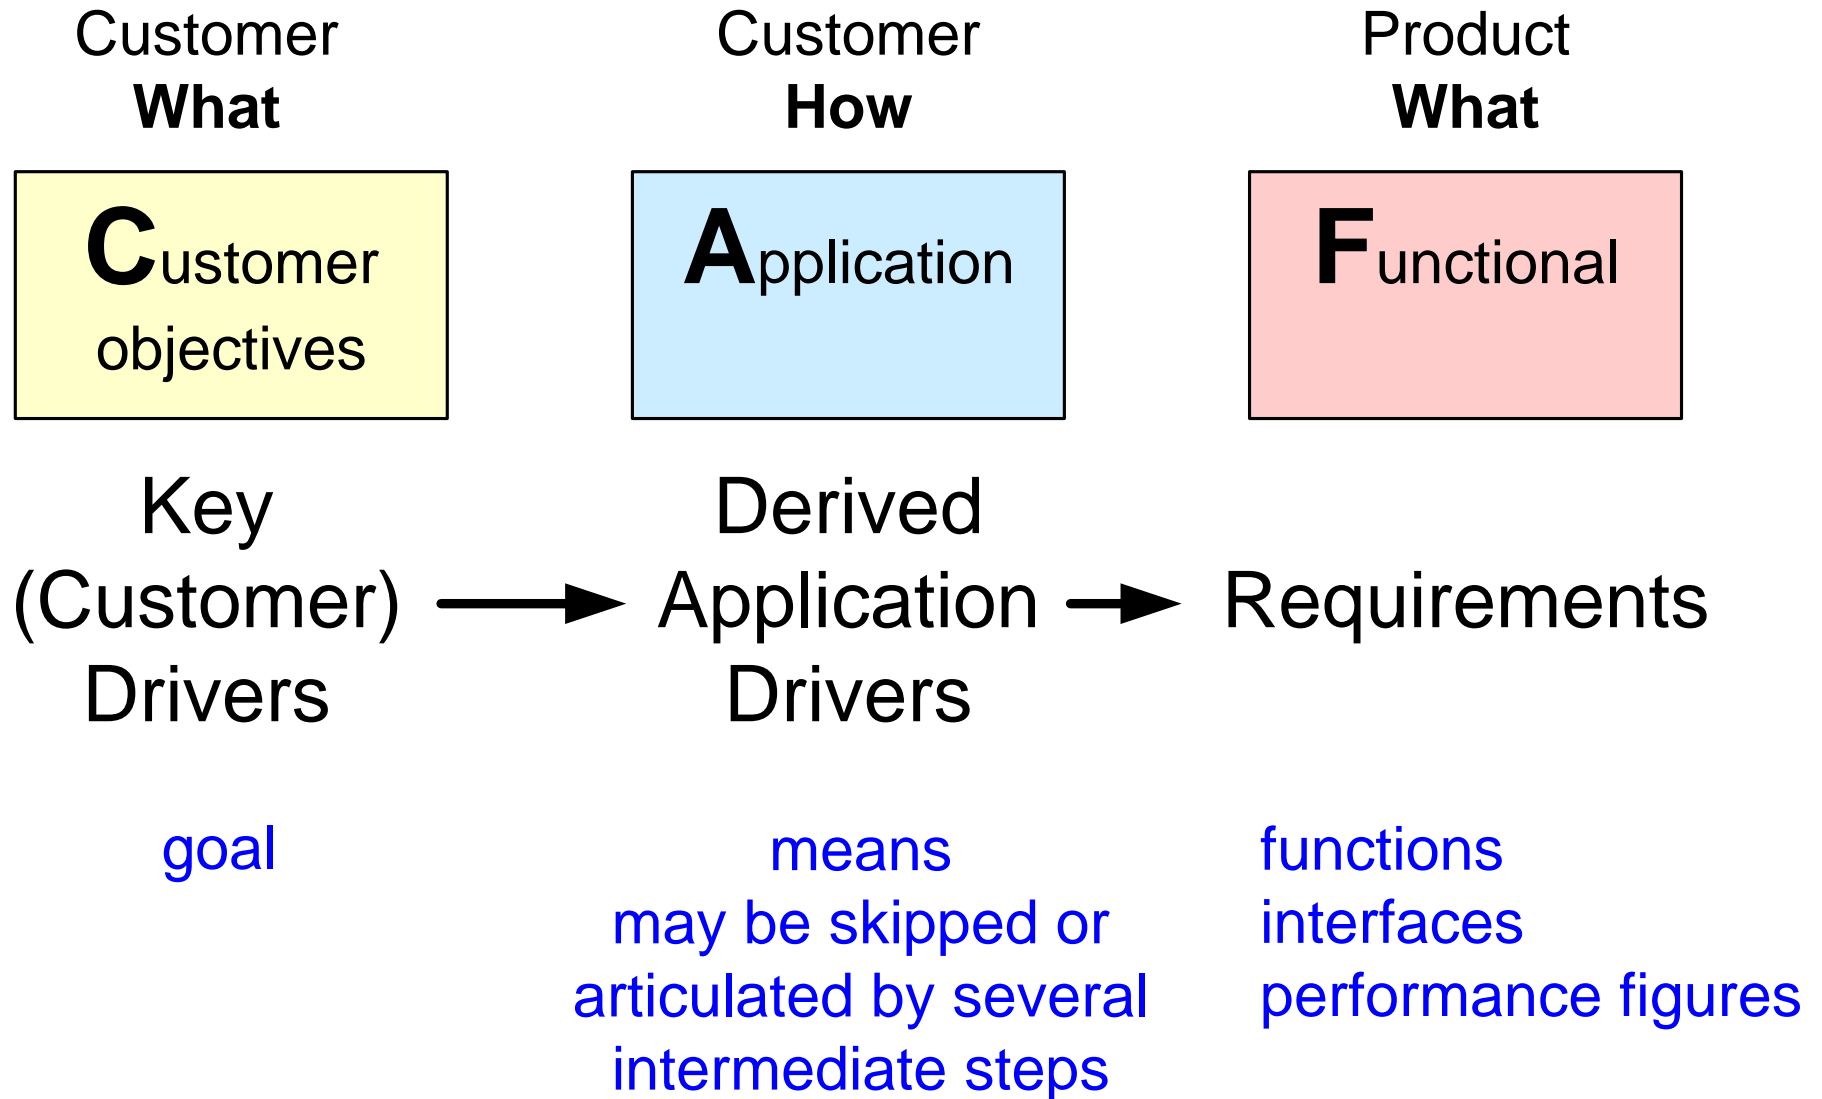 Customer
What
Customer
How
Product
What
Customer
objectives
Application
Functional
Key
(Customer)
Drivers
Derived
Application
Drivers
Requirements
goal
means
may be skipped or
articulated by several
intermediate steps
functions
interfaces
performance figures